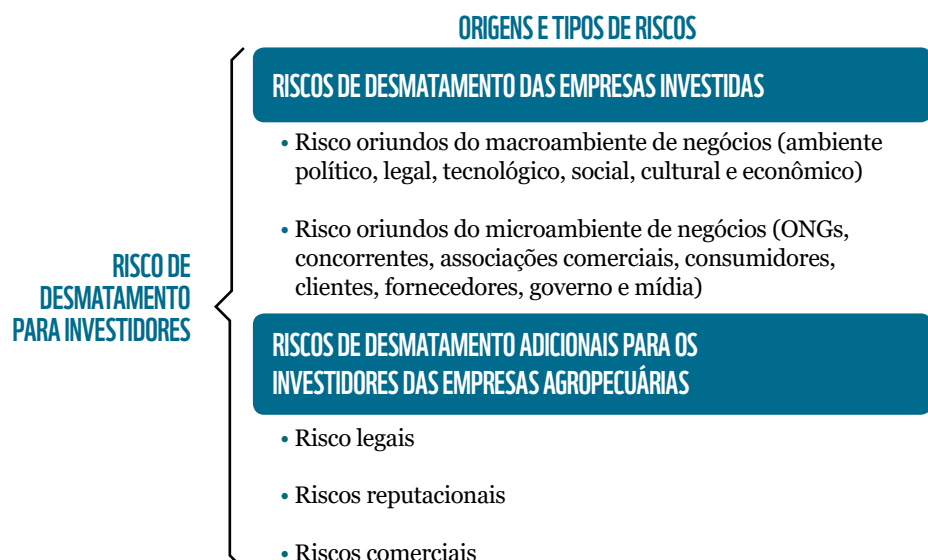 ORIGENS E TIPOS DE RISCOS
RISCO DE
DESMATAMENTO
PARA INVESTIDORES
RISCOS DE DESMATAMENTO DAS EMPRESAS INVESTIDAS
• Risco oriundos do macroambiente de negócios (ambiente
político, legal, tecnológico, social, cultural e econômico)
• Risco oriundos do microambiente de negócios (ONGs,
concorrentes, associações comerciais, consumidores,
clientes, fornecedores, governo e mídia)
RISCOS DE DESMATAMENTO ADICIONAIS PARA OS
INVESTIDORES DAS EMPRESAS AGROPECUÁRIAS
• Risco legais
• Riscos reputacionais
• Riscos comerciais